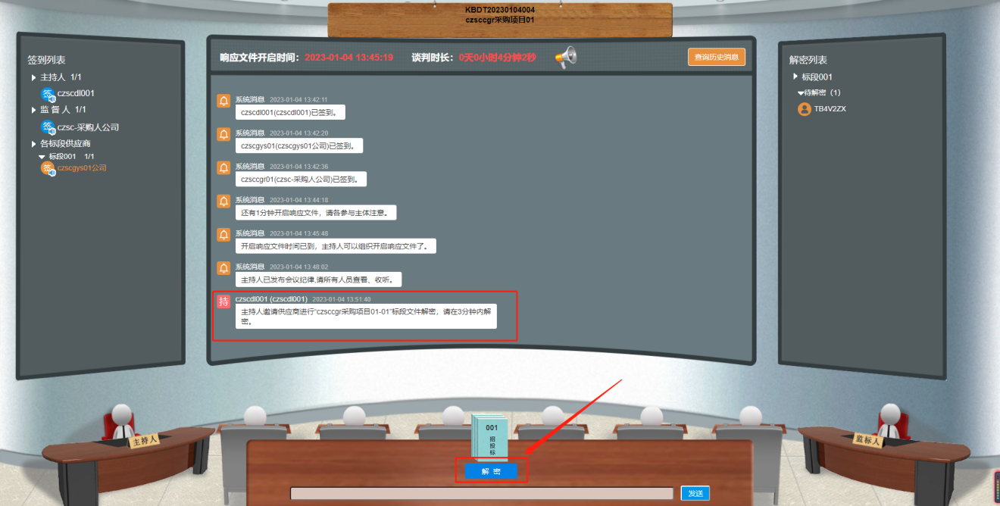 KBDT20230104004
czsccgr采购项目01
签到列表
主持人 1/1
签 czscdl001
监 督 人 1/1
签 czsc-采购人公司
各标段供应商
标段001 1/1
签 czscgys01公司
响应文件开启时间: 2023-01-04 13:45:19 谈判时长: 0天0小时4分钟2秒
查询历史消息
系统消息 2023-01-04 13:42:11
czscdl001(czscdl001)已签到。
系统消息 2023-01-04 13:42:20
czscgys01(czscgys01公司)已签到。
系统消息 2023-01-04 13:42:36
czsccgr01(czsc-采购人公司)已签到。
系统消息 2023-01-04 13:44:18
还有1分钟开启响应文件，请各参与主体注意。
系统消息 2023-01-04 13:45:48
开启响应文件时间已到，主持人可以组织开启响应文件了。
系统消息 2023-01-04 13:48:02
主持人已发布会议纪律,请所有人员查看、收听。
持 czscdl001 (czscdl001) 2023-01-04 13:51:40
主持人邀请供应商进行“czsccgr采购项目01-01”标段文件解密，请在3分钟内解
密。
解密列表
标段001
待解密（1）
TB4V2ZX
主持人
001
招
投
标
解 密
监标人
发送